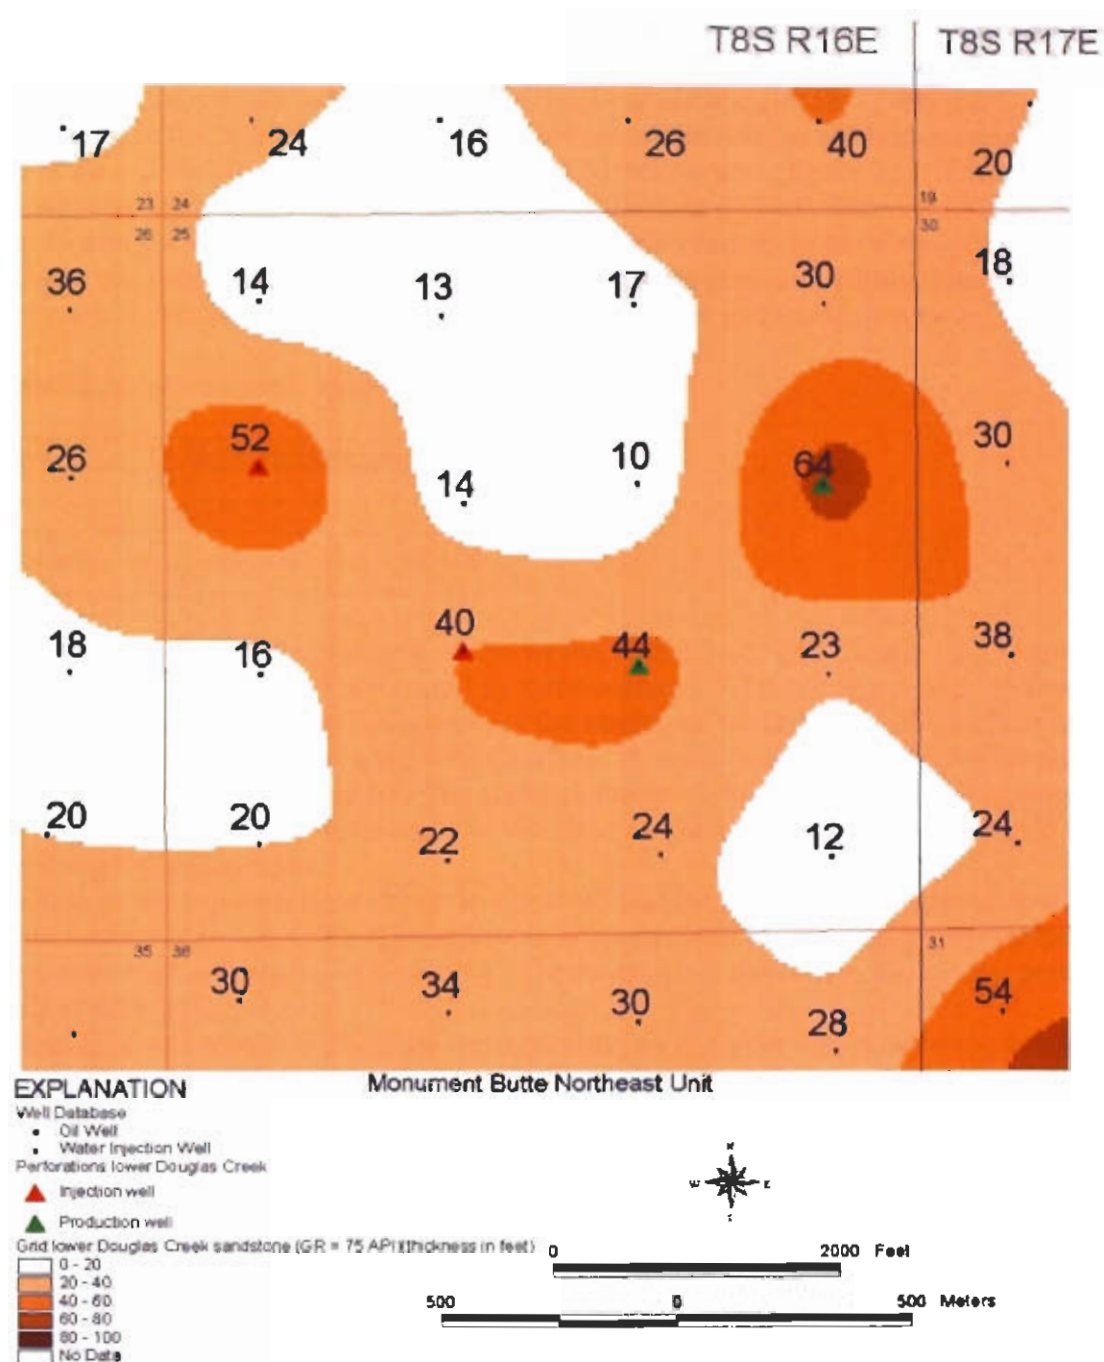 T8S R16E T8S R17E
17 24 16 26 40 20
23 24 19
26 25 30
36 14 13 17 30 18
26 52 14 10 64 30
18 16 40 44 23 38
20 20 22 24 12 24
35 36 31
30 34 30 28 54
EXPLANATION
Monument Butte Northeast Unit
Well Database
Oil Well
Water Injection Well
Perforations lower Douglas Creek
Injection well
Production well
Grid lower Douglas Creek sandstone (GR = 75 API)(thickness in feet)
0 - 20
20 - 40
40 - 60
60 - 80
80 - 100
No Data
N
W E
0 2000 Feet
500 0 500 Meters